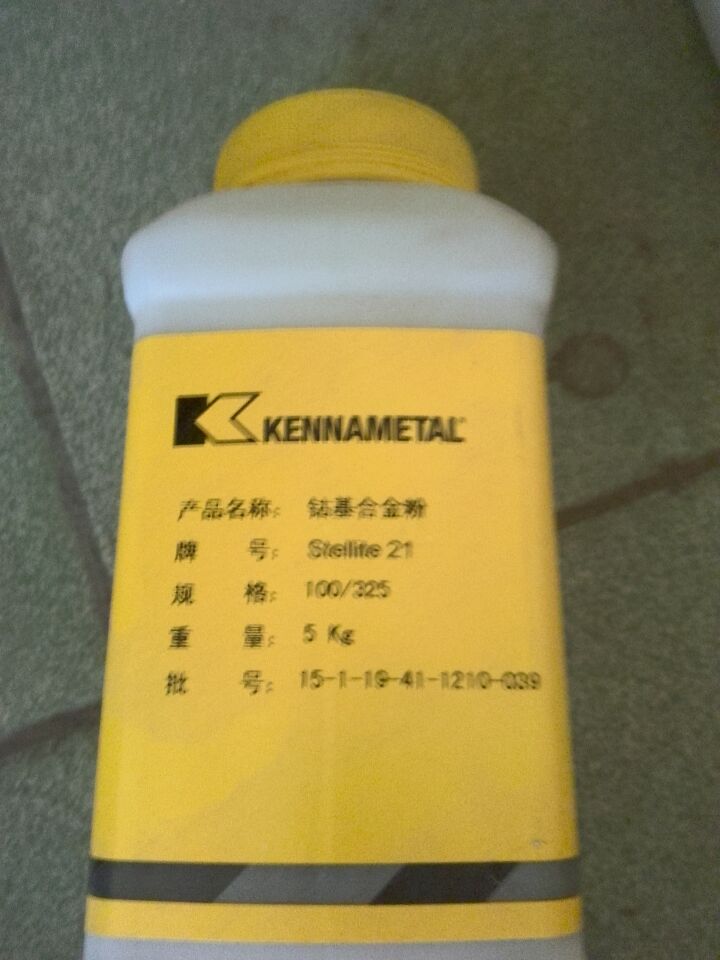 KENNAMETAL
产品名称: 钴基合金粉
牌 号: Stellite 21
规 格: 100/325
重 量: 5 Kg
批 号: 15-1-19-41-1210-039